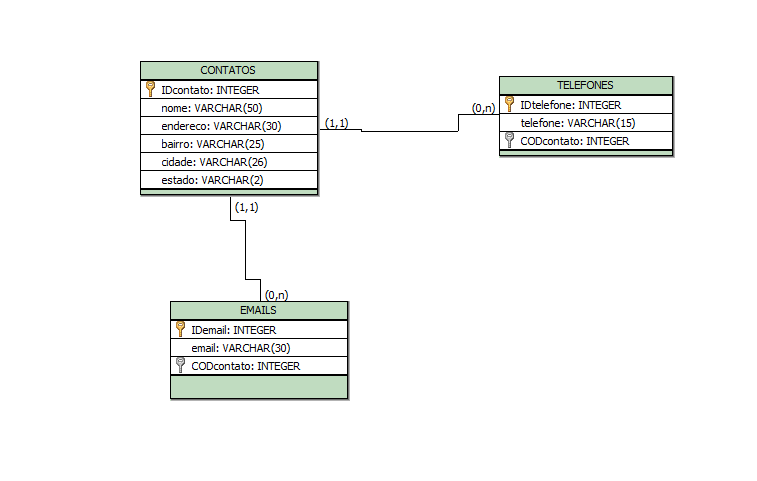 CONTATOS
IDcontato: INTEGER
nome: VARCHAR(50)
endereco: VARCHAR(30)
bairro: VARCHAR(25)
cidade: VARCHAR(26)
estado: VARCHAR(2)
(1,1)
(0,n)
TELEFONES
IDtelefone: INTEGER
telefone: VARCHAR(15)
CODcontato: INTEGER
(1,1)
(0,n)
EMAILS
IDemail: INTEGER
email: VARCHAR(30)
CODcontato: INTEGER